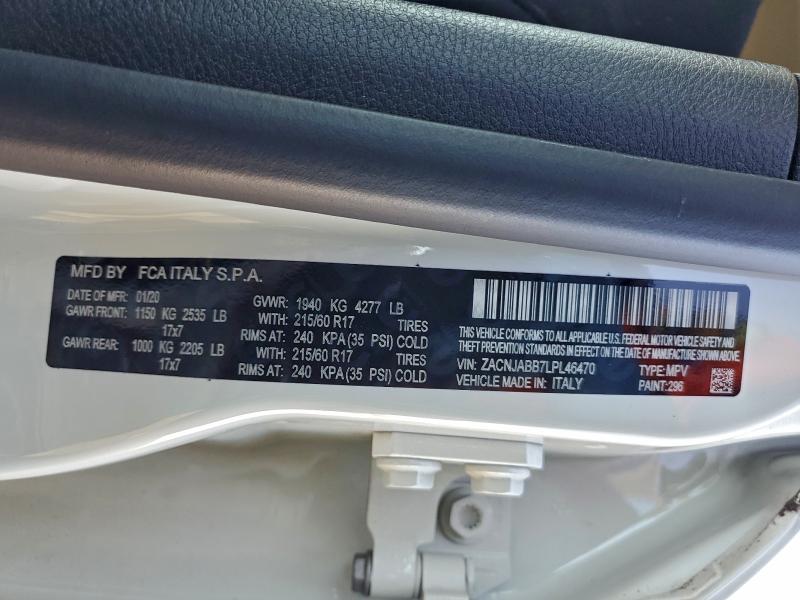 MFD BY FCA ITALY S.P.A.
DATE OF MFR: 01/20 GVWR: 1940 KG 4277 LB
GAWR FRONT: 1150 KG 2535 LB WITH: 215/60 R17 TIRES
17x7 RIMS AT: 240 KPA(35 PSI) COLD
GAWR REAR: 1000 KG 2205 LB WITH: 215/60 R17 TIRES
17x7 RIMS AT: 240 KPA(35 PSI) COLD
THIS VEHICLE CONFORMS TO ALL APPLICABLE U.S. FEDERAL MOTOR VEHICLE SAFETY AND
THEFT PREVENTION STANDARDS IN EFFECT ON THE DATE OF MANUFACTURE SHOWN ABOVE.
VIN: ZACNJABB7LPL46470 TYPE: MPV
VEHICLE MADE IN: ITALY PAINT: 296